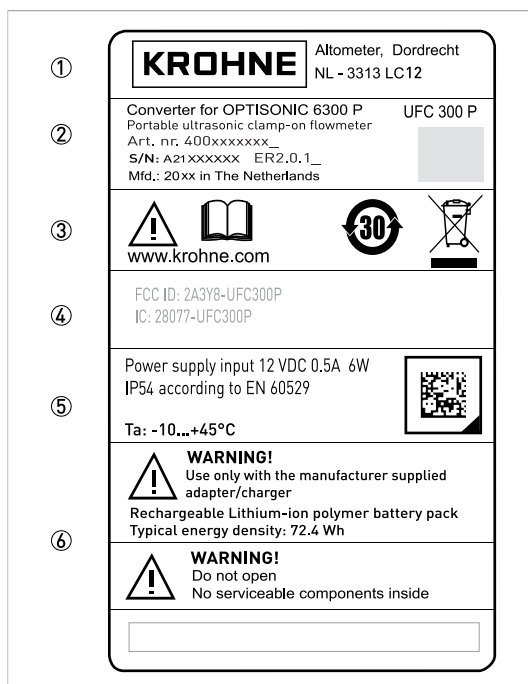 ①
KROHNE
Altometer, Dordrecht
NL - 3313 LC12
②
Converter for OPTISONIC 6300 P
UFC 300 P
Portable ultrasonic clamp-on flowmeter
Art. nr. 400xxxxxxx_
S/N: A21XXXXXX ER2.0.1_
Mfd.: 20xx in The Netherlands
③
30
www.krohne.com
④
FCC ID: 2A3Y8-UFC300P
IC: 28077-UFC300P
⑤
Power supply input 12 VDC 0.5A 6W
IP54 according to EN 60529
Ta: -10...+45°C
⑥
WARNING!
Use only with the manufacturer supplied
adapter/charger
Rechargeable Lithium-ion polymer battery pack
Typical energy density: 72.4 Wh
WARNING!
Do not open
No serviceable components inside